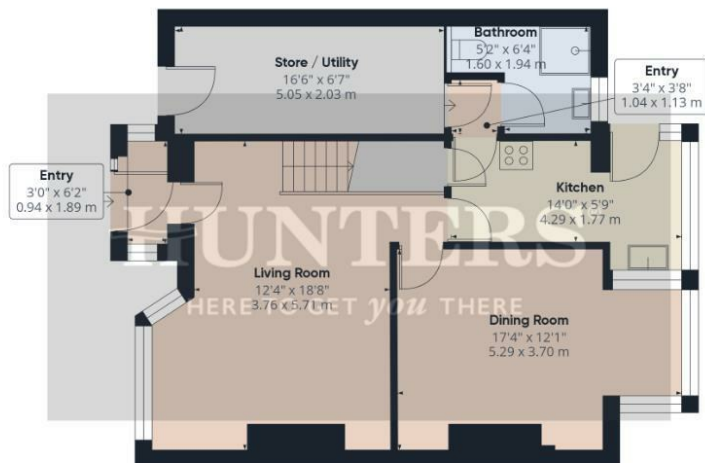 Bathroom
5'2" x 6'4"
1.60 x 1.94 m
Store / Utility
16'6" x 6'7"
5.05 x 2.03 m
Entry
3'4" x 3'8"
1.04 x 1.13 m
Entry
3'0" x 6'2"
0.94 x 1.89 m
Kitchen
14'0" x 5'9"
4.29 x 1.77 m
HUNTERS
HERE TO GET you THERE
Living Room
12'4" x 18'8"
3.76 x 5.71 m
Dining Room
17'4" x 12'1"
5.29 x 3.70 m